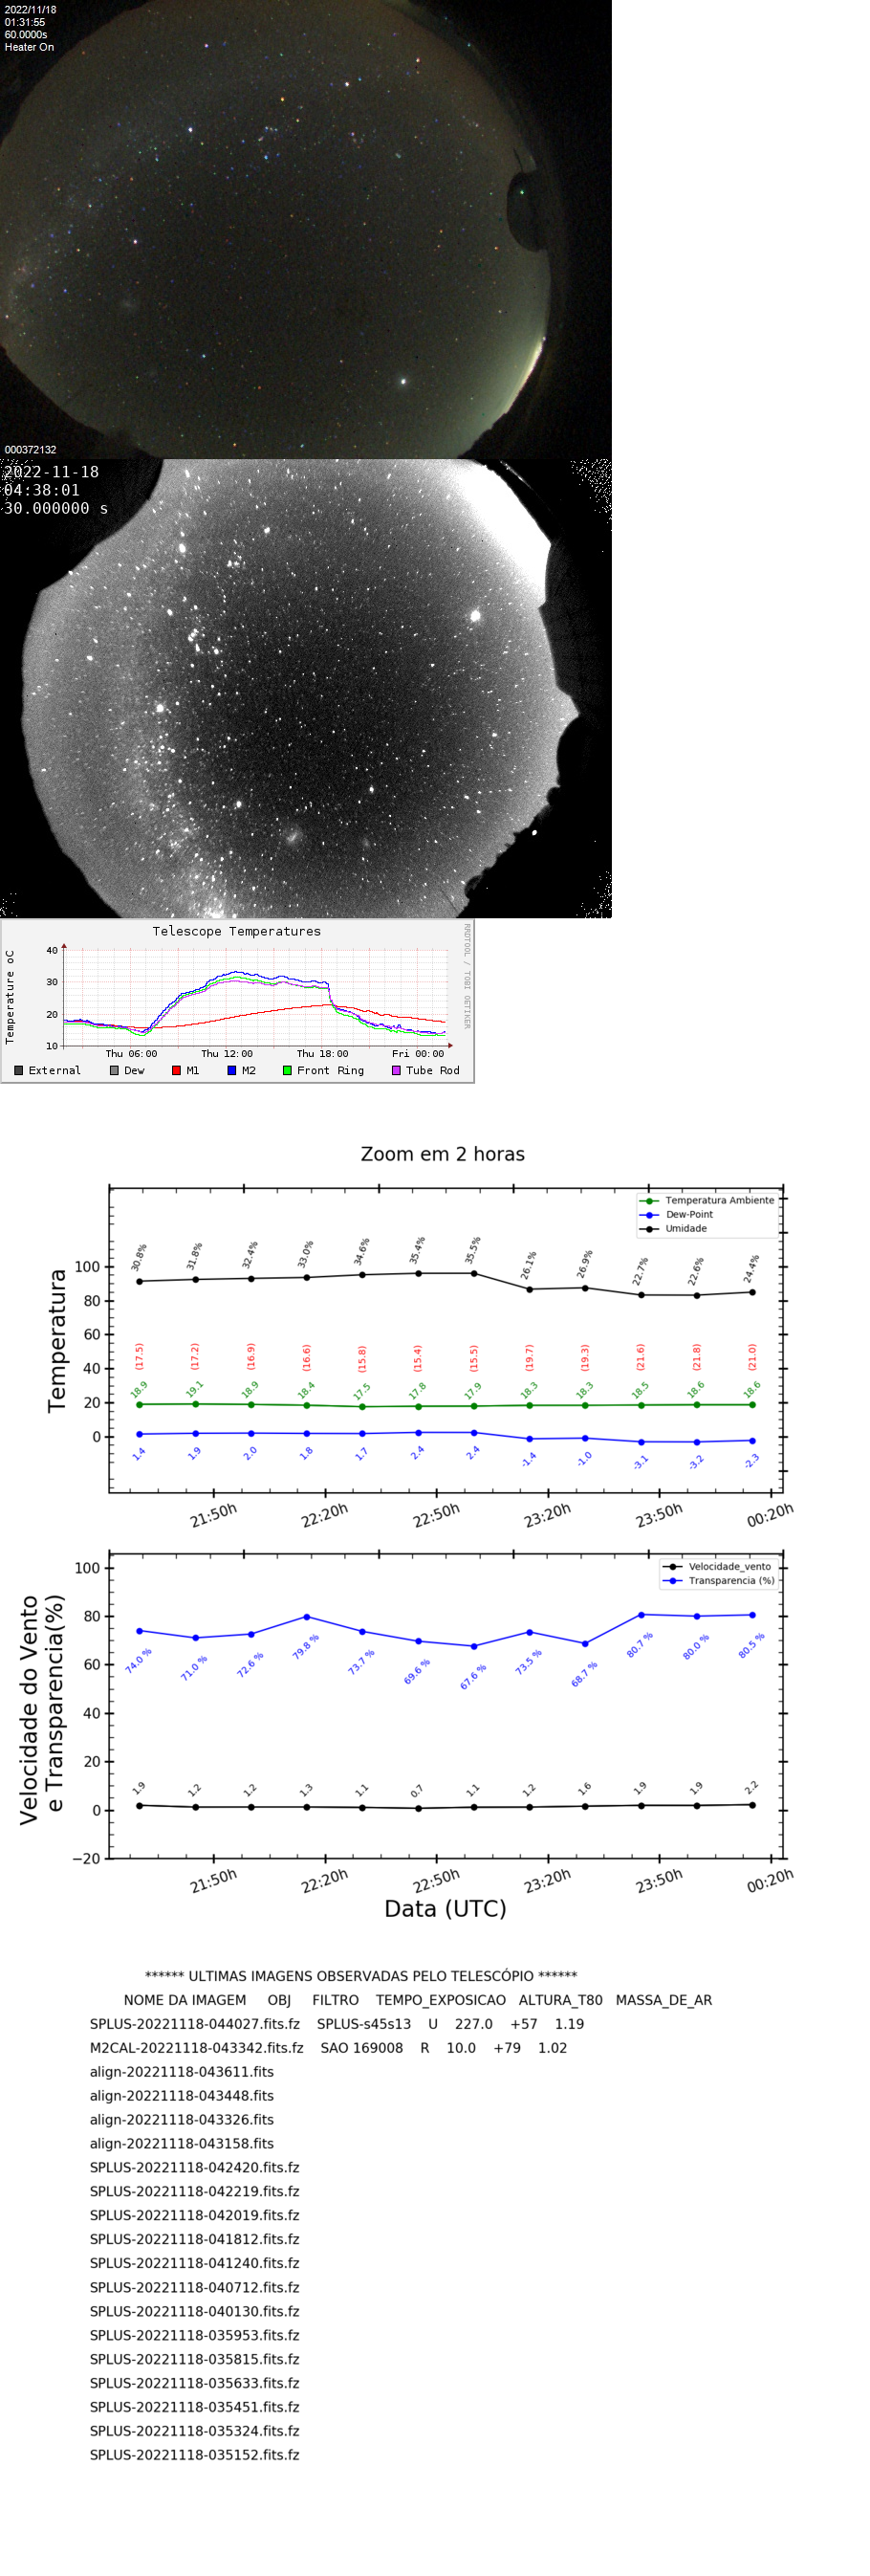 2022/11/18
01:31:55
60.0000s
Heater On
000372132
2022-11-18
04:38:01
30.000000 s
Telescope Temperatures
RRDTOOL / TOBI OETIKER
Temperature oC
40
30
20
10
Thu 06:00 Thu 12:00 Thu 18:00 Fri 00:00
External Dew M1 M2 Front Ring Tube Rod
Zoom em 2 horas
Temperatura Ambiente
Dew-Point
Umidade
Temperatura
100
80
60
40
20
0
30.8% 31.8% 32.4% 33.0% 34.6% 35.4% 35.5% 26.1% 26.9% 22.7% 22.6% 24.4%
(17.5) (17.2) (16.9) (16.6) (15.8) (15.4) (15.5) (19.7) (19.3) (21.6) (21.8) (21.0)
18.9 19.1 18.9 18.4 17.5 17.8 17.9 18.3 18.3 18.5 18.6 18.6
1.4 1.9 2.0 1.8 1.7 2.4 2.4 -1.4 -1.0 -3.1 -3.2 -2.3
21:50h 22:20h 22:50h 23:20h 23:50h 00:20h
Velocidade_vento
Transparencia (%)
Velocidade do Vento
e Transparencia(%)
100
80
60
40
20
0
−20
74.0 % 71.0 % 72.6 % 79.8 % 73.7 % 69.6 % 67.6 % 73.5 % 68.7 % 80.7 % 80.0 % 80.5 %
1.9 1.2 1.2 1.3 1.1 0.7 1.1 1.2 1.6 1.9 1.9 2.2
21:50h 22:20h 22:50h 23:20h 23:50h 00:20h
Data (UTC)
****** ULTIMAS IMAGENS OBSERVADAS PELO TELESCÓPIO ******
NOME DA IMAGEM OBJ FILTRO TEMPO_EXPOSICAO ALTURA_T80 MASSA_DE_AR
SPLUS-20221118-044027.fits.fz SPLUS-s45s13 U 227.0 +57 1.19
M2CAL-20221118-043342.fits.fz SAO 169008 R 10.0 +79 1.02
align-20221118-043611.fits
align-20221118-043448.fits
align-20221118-043326.fits
align-20221118-043158.fits
SPLUS-20221118-042420.fits.fz
SPLUS-20221118-042219.fits.fz
SPLUS-20221118-042019.fits.fz
SPLUS-20221118-041812.fits.fz
SPLUS-20221118-041240.fits.fz
SPLUS-20221118-040712.fits.fz
SPLUS-20221118-040130.fits.fz
SPLUS-20221118-035953.fits.fz
SPLUS-20221118-035815.fits.fz
SPLUS-20221118-035633.fits.fz
SPLUS-20221118-035451.fits.fz
SPLUS-20221118-035324.fits.fz
SPLUS-20221118-035152.fits.fz